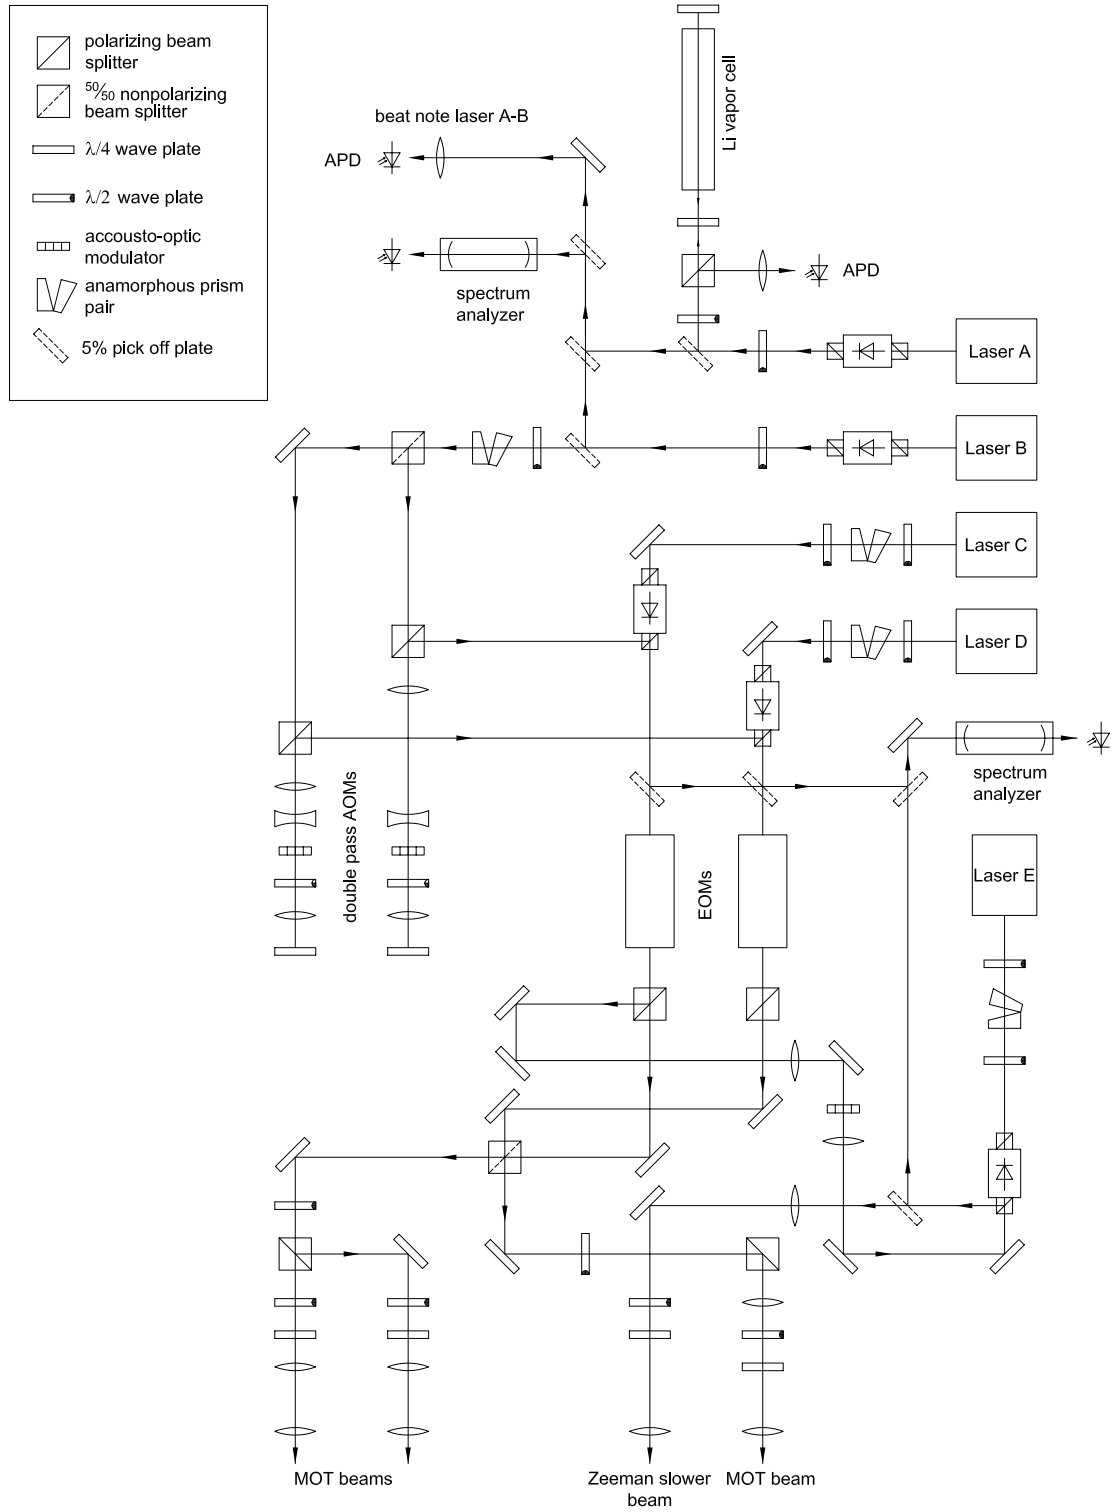 polarizing beam
splitter
50/50 nonpolarizing
beam splitter
λ/4 wave plate
λ/2 wave plate
accousto-optic
modulator
anamorphous prism
pair
5% pick off plate
Li vapor cell
beat note laser A-B
APD
APD
spectrum
analyzer
Laser A
Laser B
Laser C
Laser D
spectrum
analyzer
double pass AOMs
EOMs
Laser E
MOT beams
Zeeman slower
beam
MOT beam